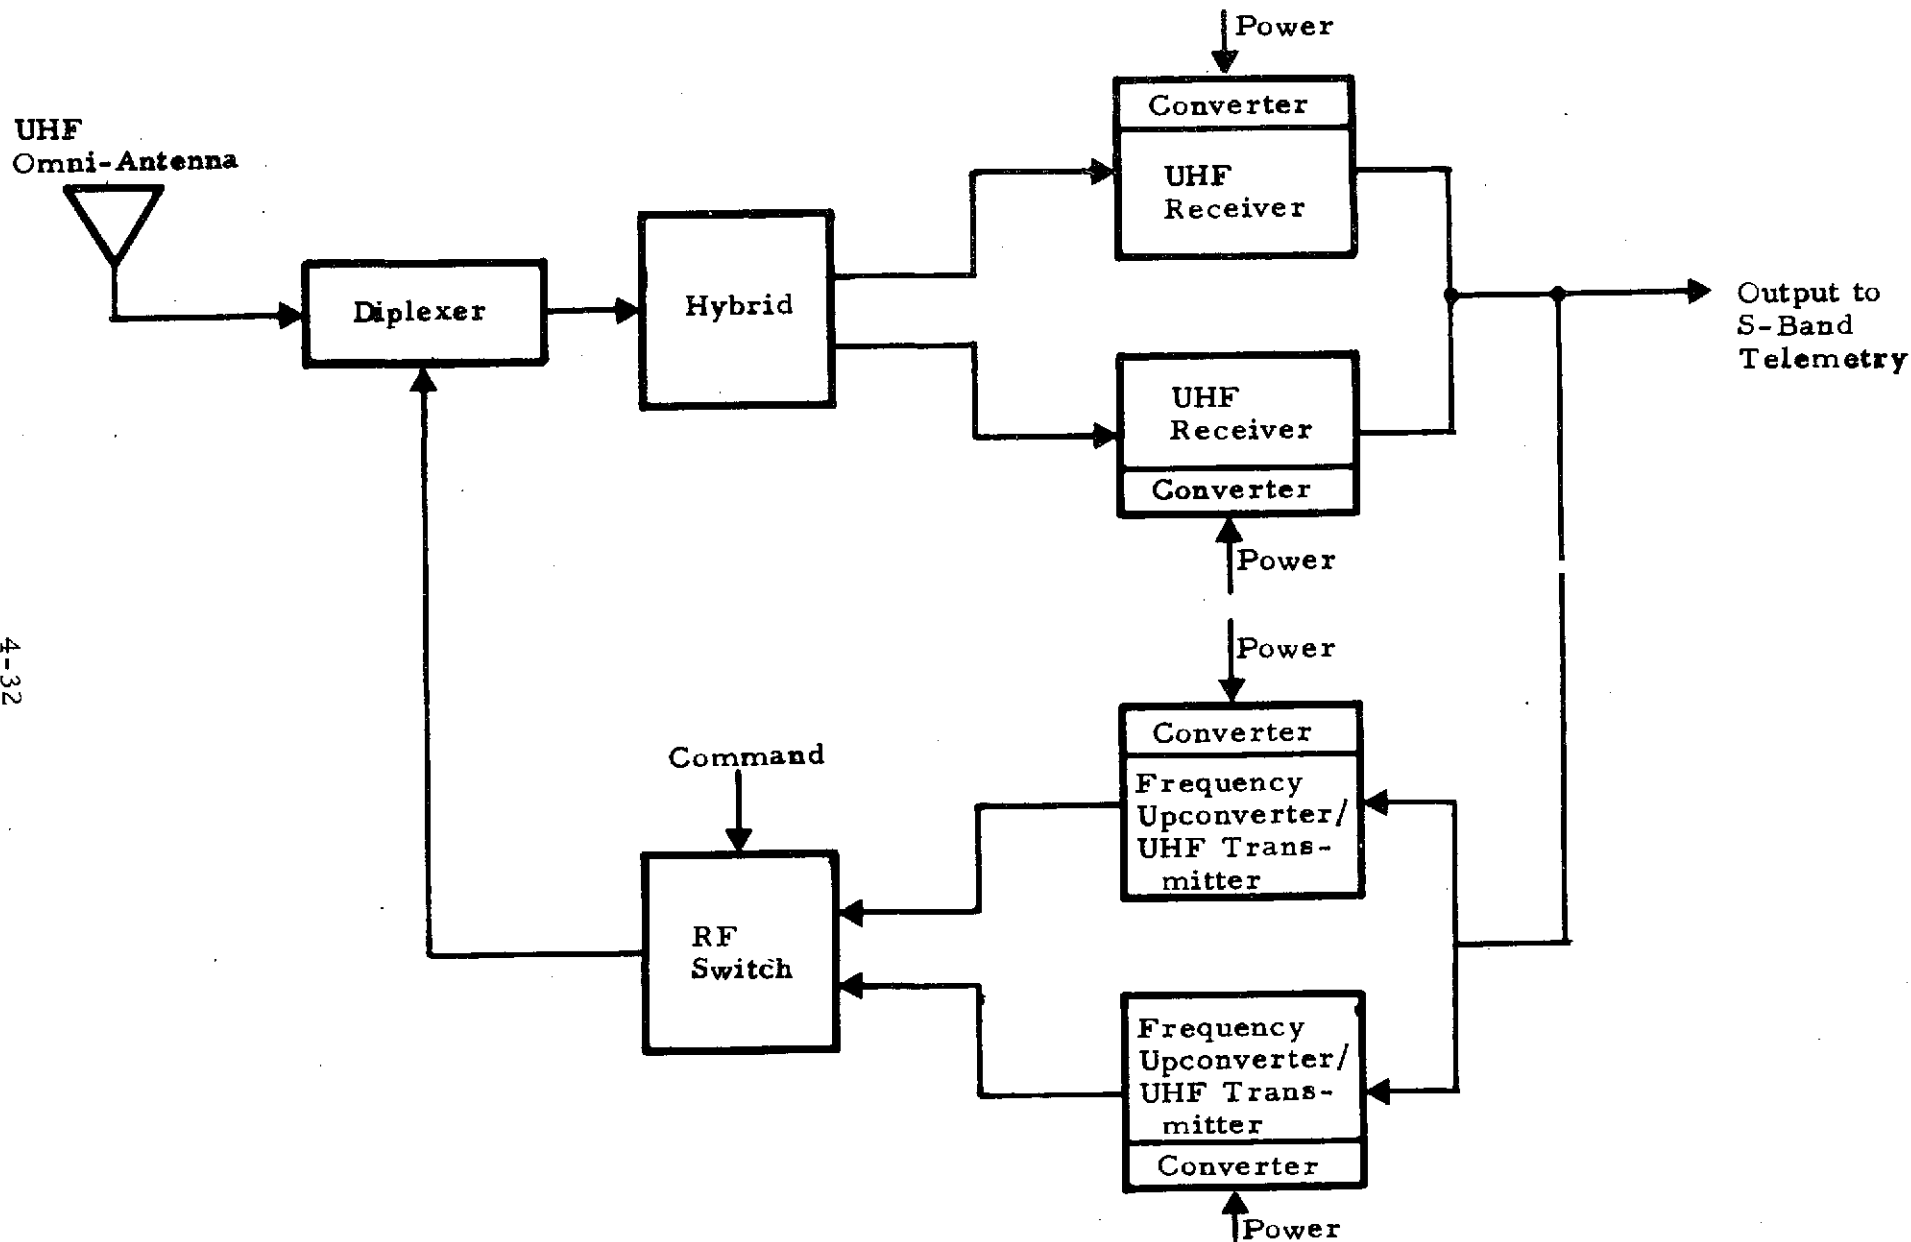 Power
Converter
UHF
Receiver
UHF
Omni-Antenna
Diplexer
Hybrid
Output to
S-Band
Telemetry
UHF
Receiver
Converter
Power
Power
Converter
Frequency
Upconverter/
UHF Trans-
mitter
Command
RF
Switch
Frequency
Upconverter/
UHF Trans-
mitter
Converter
Power
4-32